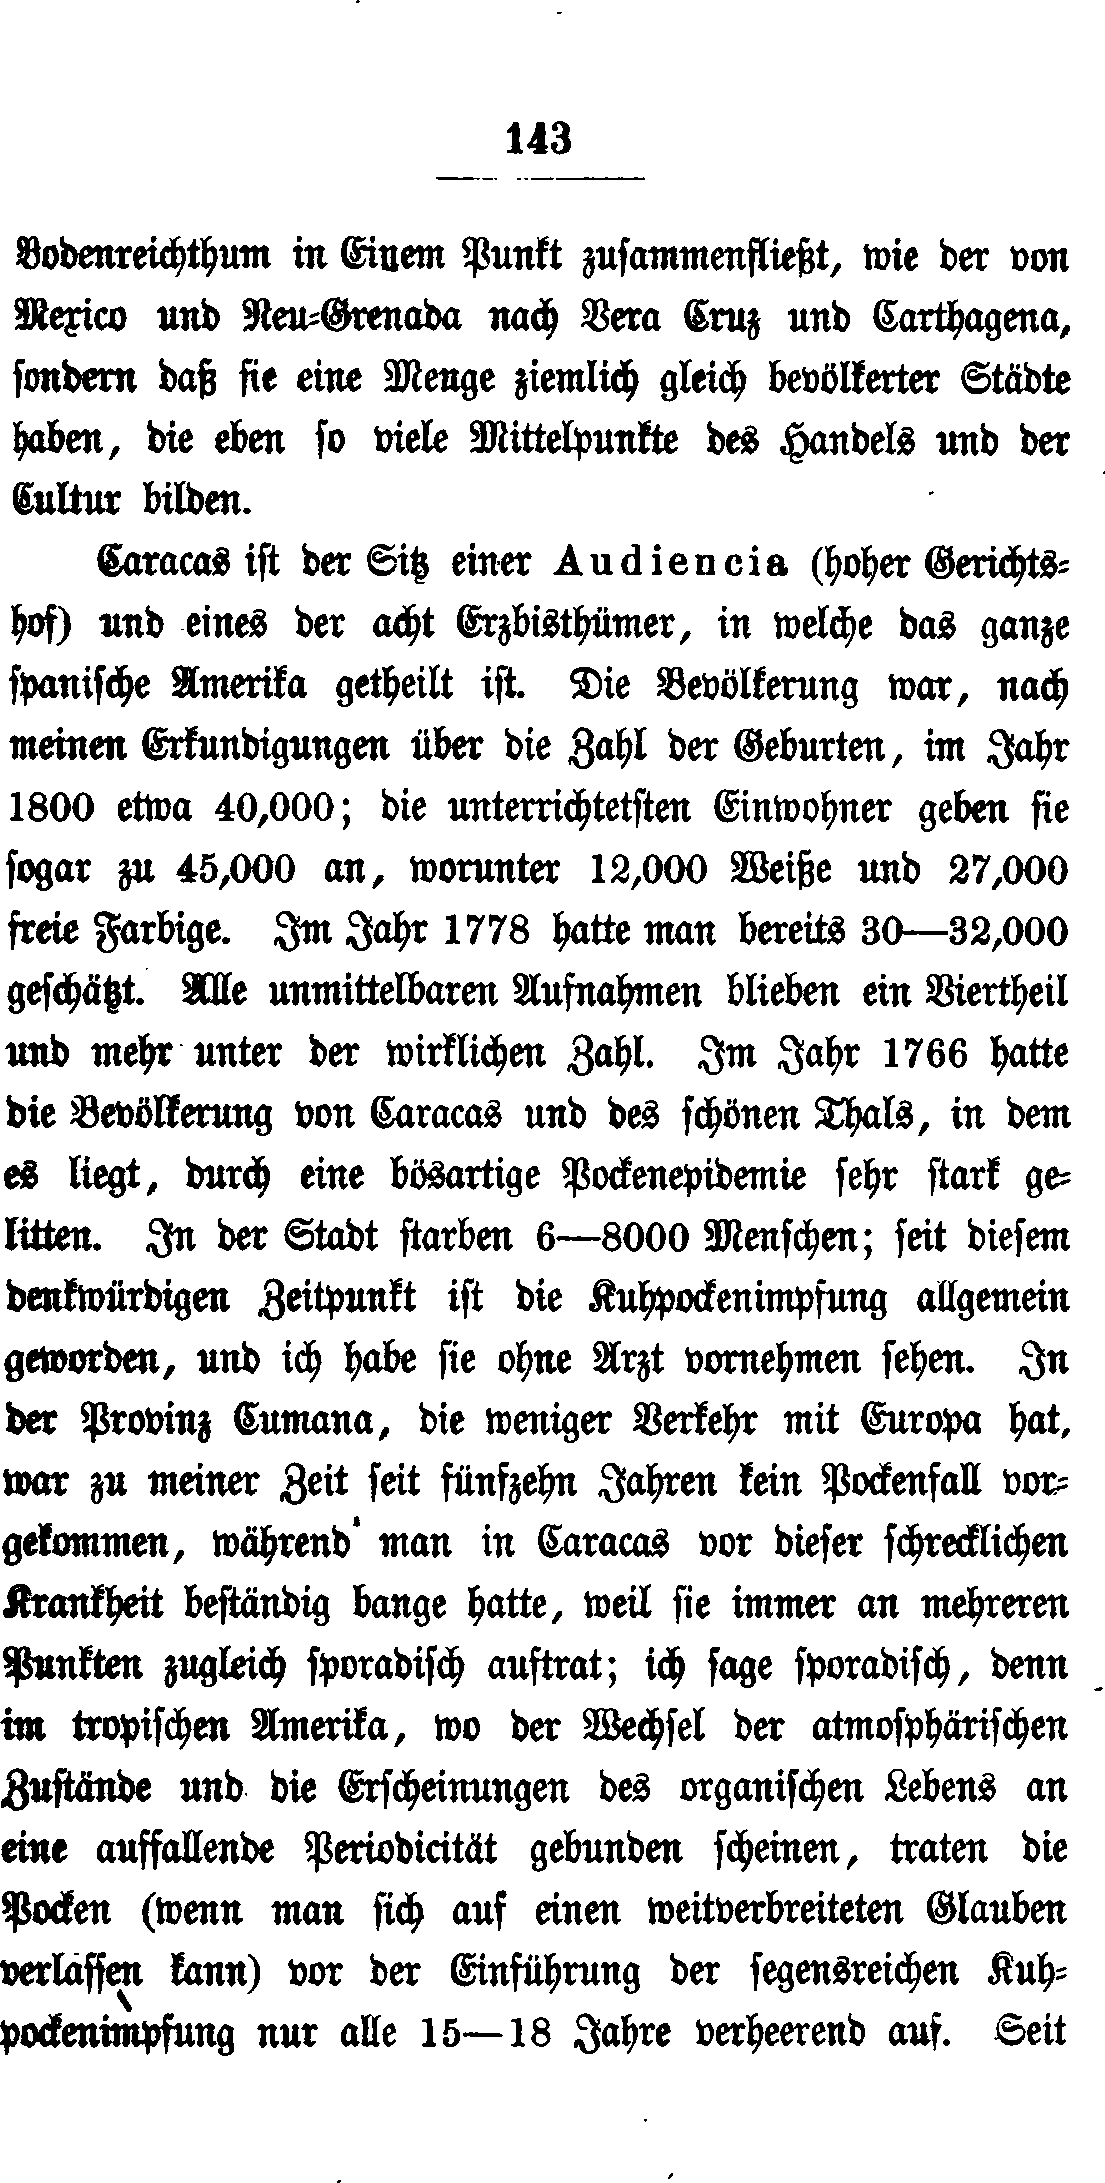 143
Bodenreichthum in Einem Punkt zusammenfließt, wie der von
Mexico und Neu-Grenada nach Vera Cruz und Carthagena,
sondern daß sie eine Menge ziemlich gleich bevölkerter Städte
haben, die eben so viele Mittelpunkte des Handels und der
Cultur bilden.
Caracas ist der Sitz einer Audiencia (hoher Gerichts-
hof) und eines der acht Erzbisthümer, in welche das ganze
spanische Amerika getheilt ist. Die Bevölkerung war, nach
meinen Erkundigungen über die Zahl der Geburten, im Jahr
1800 etwa 40,000; die unterrichtetsten Einwohner geben sie
sogar zu 45,000 an, worunter 12,000 Weiße und 27,000
freie Farbige. Im Jahr 1778 hatte man bereits 30—32,000
geschätzt. Alle unmittelbaren Aufnahmen blieben ein Viertheil
und mehr unter der wirklichen Zahl. Im Jahr 1766 hatte
die Bevölkerung von Caracas und des schönen Thals, in dem
es liegt, durch eine bösartige Pockenepidemie sehr stark ge-
litten. In der Stadt starben 6—8000 Menschen; seit diesem
denkwürdigen Zeitpunkt ist die Kuhpockenimpfung allgemein
geworden, und ich habe sie ohne Arzt vornehmen sehen. In
der Provinz Cumana, die weniger Verkehr mit Europa hat,
war zu meiner Zeit seit fünfzehn Jahren kein Pockenfall vor-
gekommen, während man in Caracas vor dieser schrecklichen
Krankheit beständig bange hatte, weil sie immer an mehreren
Punkten zugleich sporadisch auftrat; ich sage sporadisch, denn
im tropischen Amerika, wo der Wechsel der atmosphärischen
Zustände und die Erscheinungen des organischen Lebens an
eine auffallende Periodicität gebunden scheinen, traten die
Pocken (wenn man sich auf einen weitverbreiteten Glauben
verlassen kann) vor der Einführung der segensreichen Kuh-
pockenimpfung nur alle 15—18 Jahre verheerend auf. Seit